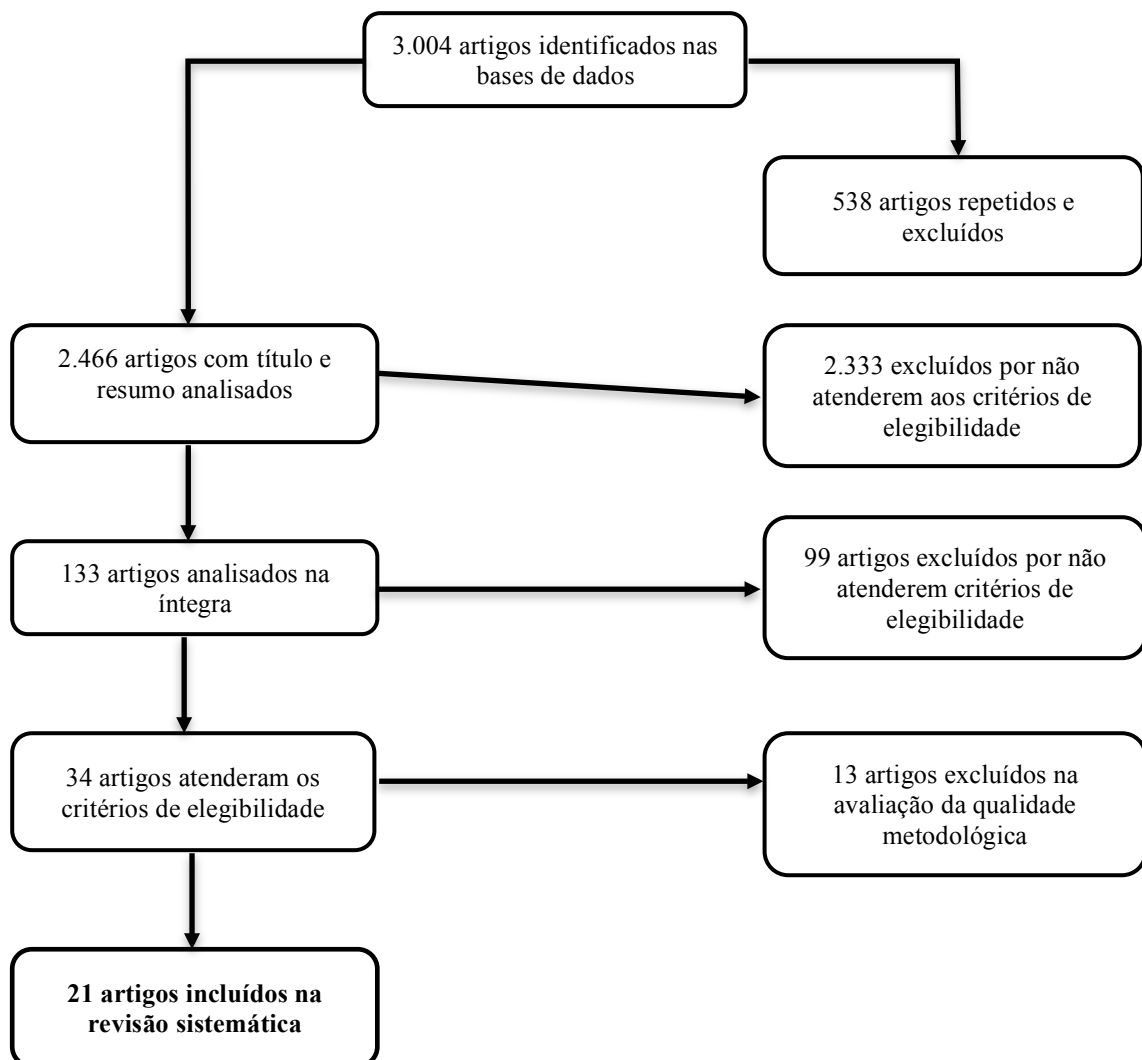 3.004 artigos identificados nas
bases de dados
538 artigos repetidos e
excluídos
2.466 artigos com título e
resumo analisados
2.333 excluídos por não
atenderem aos critérios de
elegibilidade
133 artigos analisados na
íntegra
99 artigos excluídos por não
atenderem critérios de
elegibilidade
34 artigos atenderam os
critérios de elegibilidade
13 artigos excluídos na
avaliação da qualidade
metodológica
21 artigos incluídos na
revisão sistemática